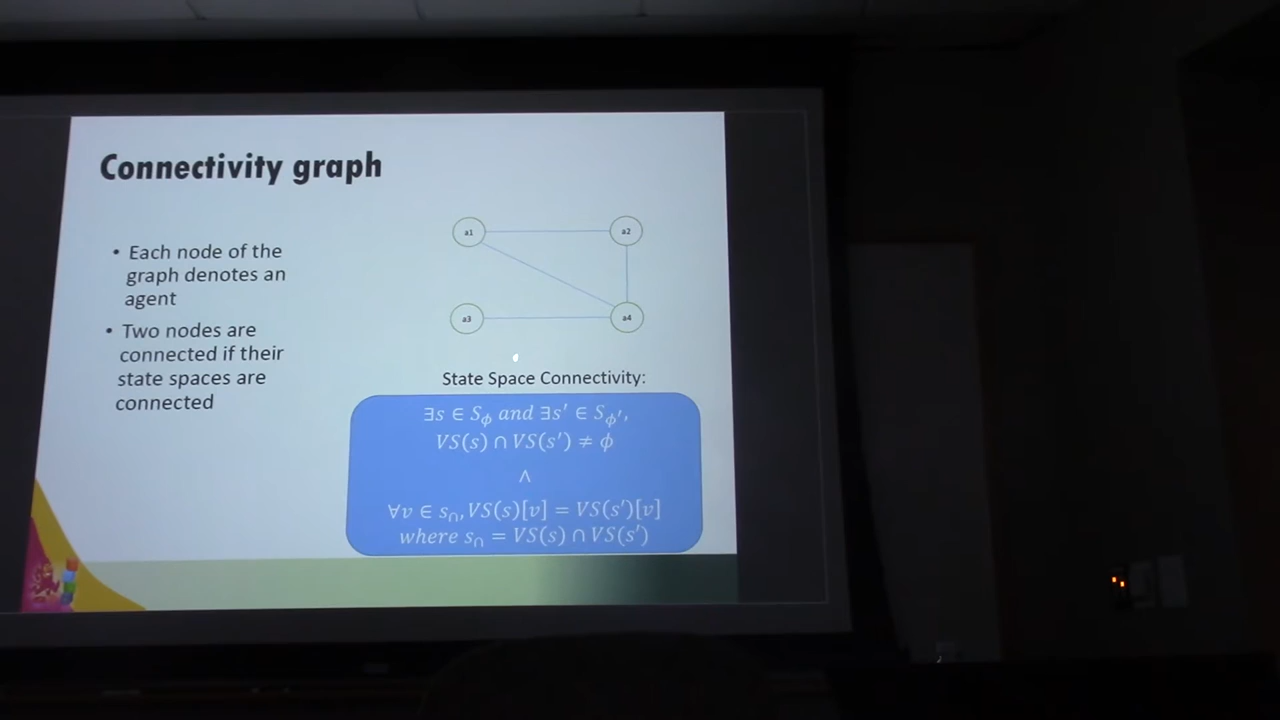 Connectivity graph
• Each node of the
graph denotes an
agent
• Two nodes are
connected if their
state spaces are
connected
a1
a2
a3
a4
State Space Connectivity:
∃s ∈ S_ϕ and ∃s′ ∈ S_ϕ′,
VS(s) ∩ VS(s′) ≠ ϕ
∧
∀v ∈ s_∩, VS(s)[v] = VS(s′)[v]
where s_∩ = VS(s) ∩ VS(s′)